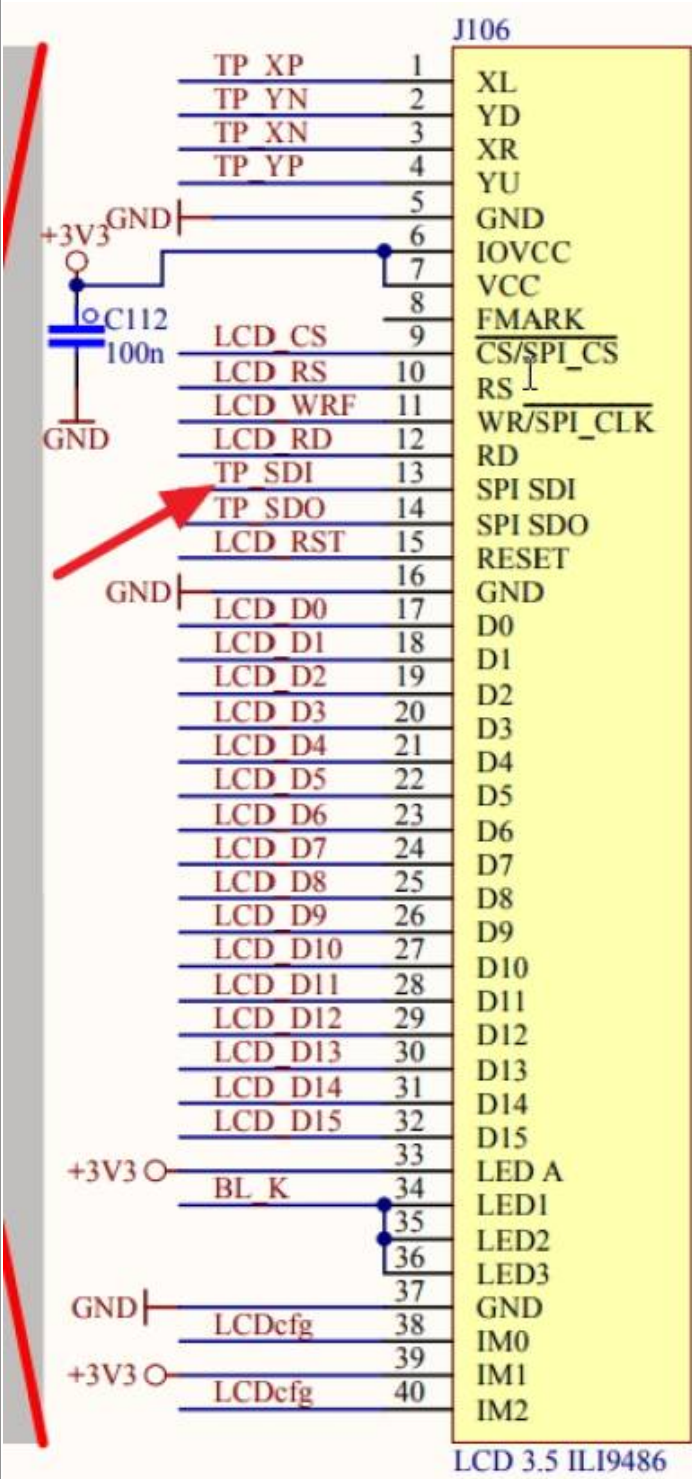 J106
TP_XP 1 XL
TP_YN 2 YD
TP_XN 3 XR
TP_YP 4 YU
GND 5 GND
+3V3 6 IOVCC
7 VCC
8 FMARK
C112
100n
GND
LCD_CS 9 CS/SPI_CS
LCD_RS 10 RS
LCD_WRF 11 WR/SPI_CLK
LCD_RD 12 RD
TP_SDI 13 SPI SDI
TP_SDO 14 SPI SDO
LCD_RST 15 RESET
GND 16 GND
LCD_D0 17 D0
LCD_D1 18 D1
LCD_D2 19 D2
LCD_D3 20 D3
LCD_D4 21 D4
LCD_D5 22 D5
LCD_D6 23 D6
LCD_D7 24 D7
LCD_D8 25 D8
LCD_D9 26 D9
LCD_D10 27 D10
LCD_D11 28 D11
LCD_D12 29 D12
LCD_D13 30 D13
LCD_D14 31 D14
LCD_D15 32 D15
+3V3 33 LED A
BL_K 34 LED1
35 LED2
36 LED3
GND 37 GND
LCDcfg 38 IM0
+3V3 39 IM1
LCDcfg 40 IM2
LCD 3.5 ILI9486